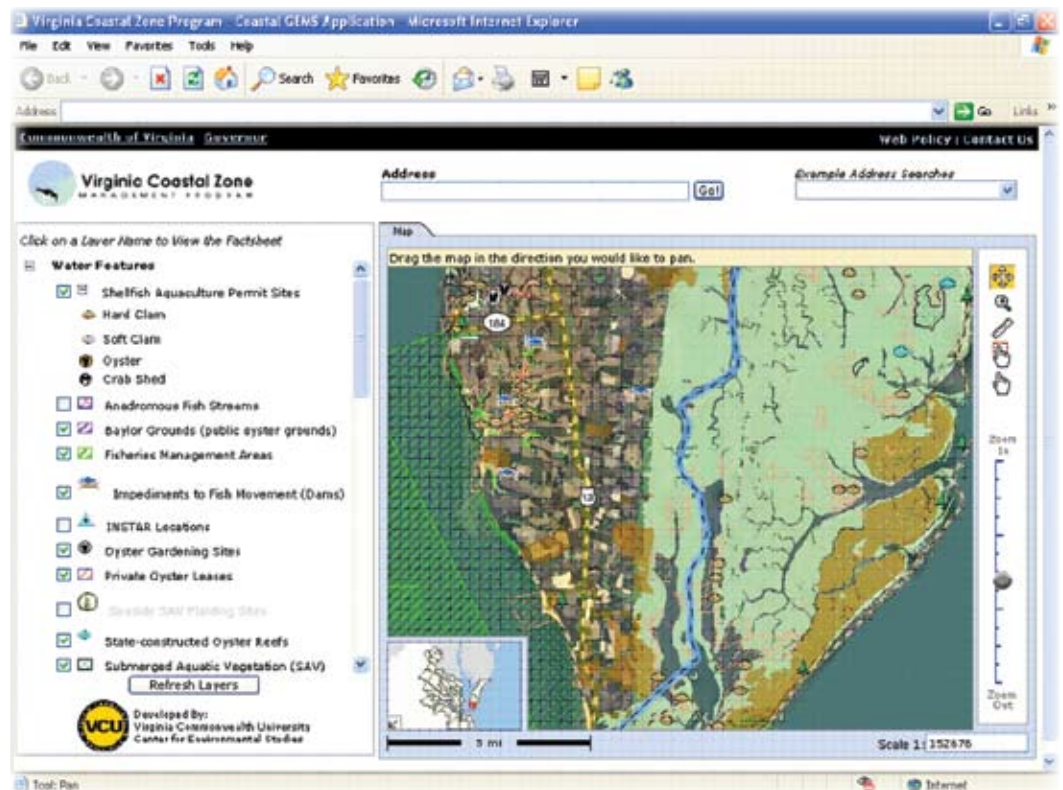 Virginia Coastal Zone Program - Coastal GEMS Application - Microsoft Internet Explorer
File Edit View Favorites Tools Help
Back Search Favorites
Address Go Links »
Commonwealth of Virginia Governor Web Policy | Contact Us
Virginia Coastal Zone
MANAGEMENT PROGRAM
Address
Go!
Example Address Searches
Click on a Layer Name to View the Factsheet
Water Features
Shellfish Aquaculture Permit Sites
Hard Clam
Soft Clam
Oyster
Crab Shed
Anadromous Fish Streams
Baylor Grounds (public oyster grounds)
Fisheries Management Areas
Impediments to Fish Movement (Dams)
INSTAR Locations
Oyster Gardening Sites
Private Oyster Leases
Seaside SAV Planting Sites
State-constructed Oyster Reefs
Submerged Aquatic Vegetation (SAV)
Refresh Layers
VCU
Developed By:
Virginia Commonwealth University
Center for Environmental Studies
Map
Drag the map in the direction you would like to pan.
184
13
Zoom
In
Zoom
Out
5 mi
Scale 1: 152676
Tool: Pan
Internet